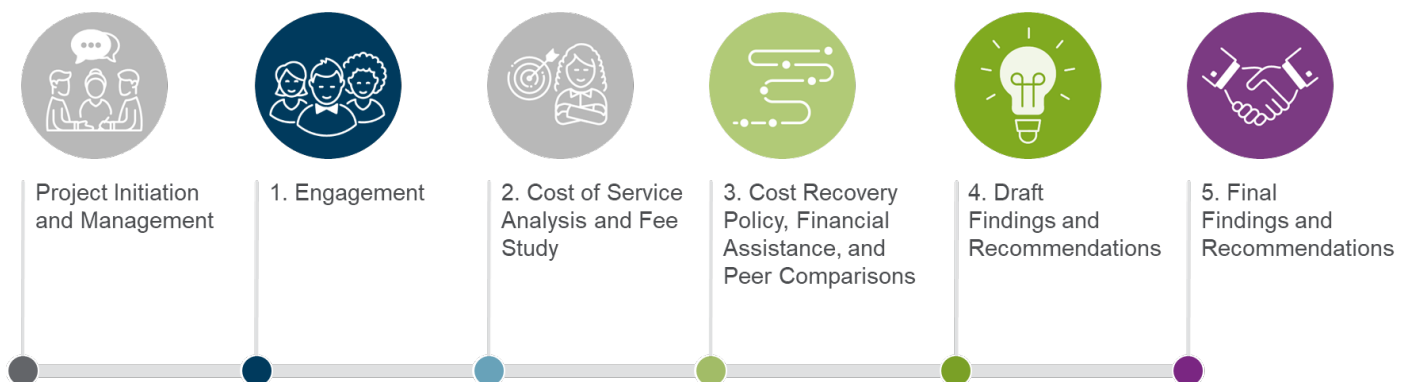 Project Initiation
and Management
1. Engagement
2. Cost of Service
Analysis and Fee
Study
3. Cost Recovery
Policy, Financial
Assistance, and
Peer Comparisons
4. Draft
Findings and
Recommendations
5. Final
Findings and
Recommendations